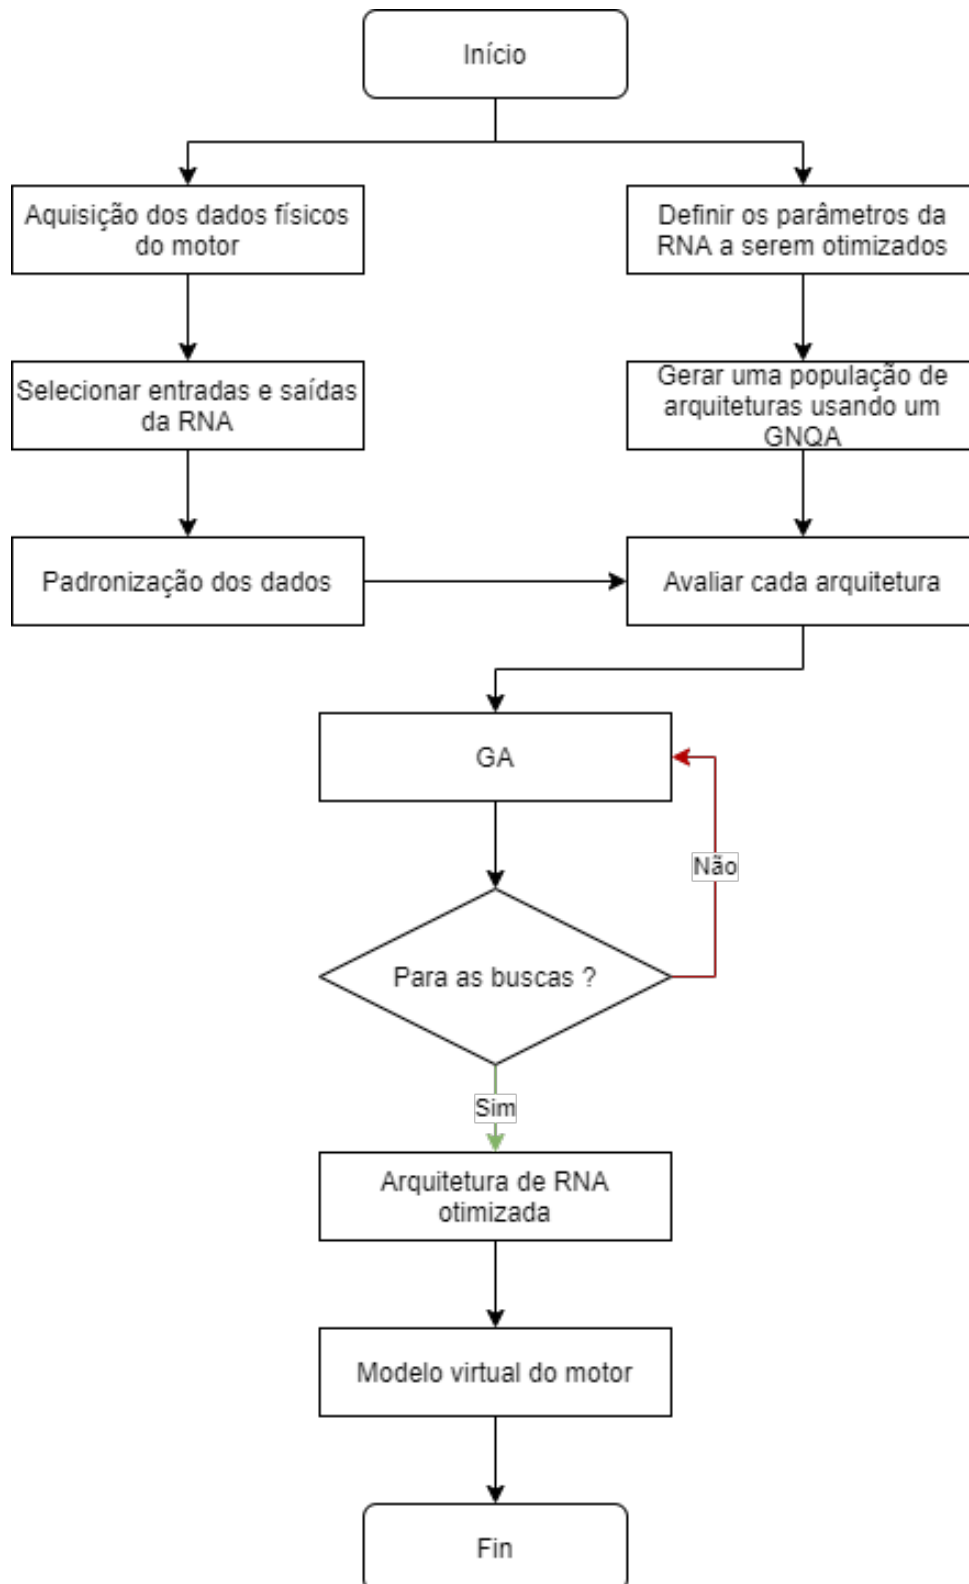 Início
Aquisição dos dados físicos
do motor
Definir os parâmetros da
RNA a serem otimizados
Selecionar entradas e saídas
da RNA
Gerar uma população de
arquiteturas usando um
GNQA
Padronização dos dados
Avaliar cada arquitetura
GA
Não
Para as buscas ?
Sim
Arquitetura de RNA
otimizada
Modelo virtual do motor
Fin